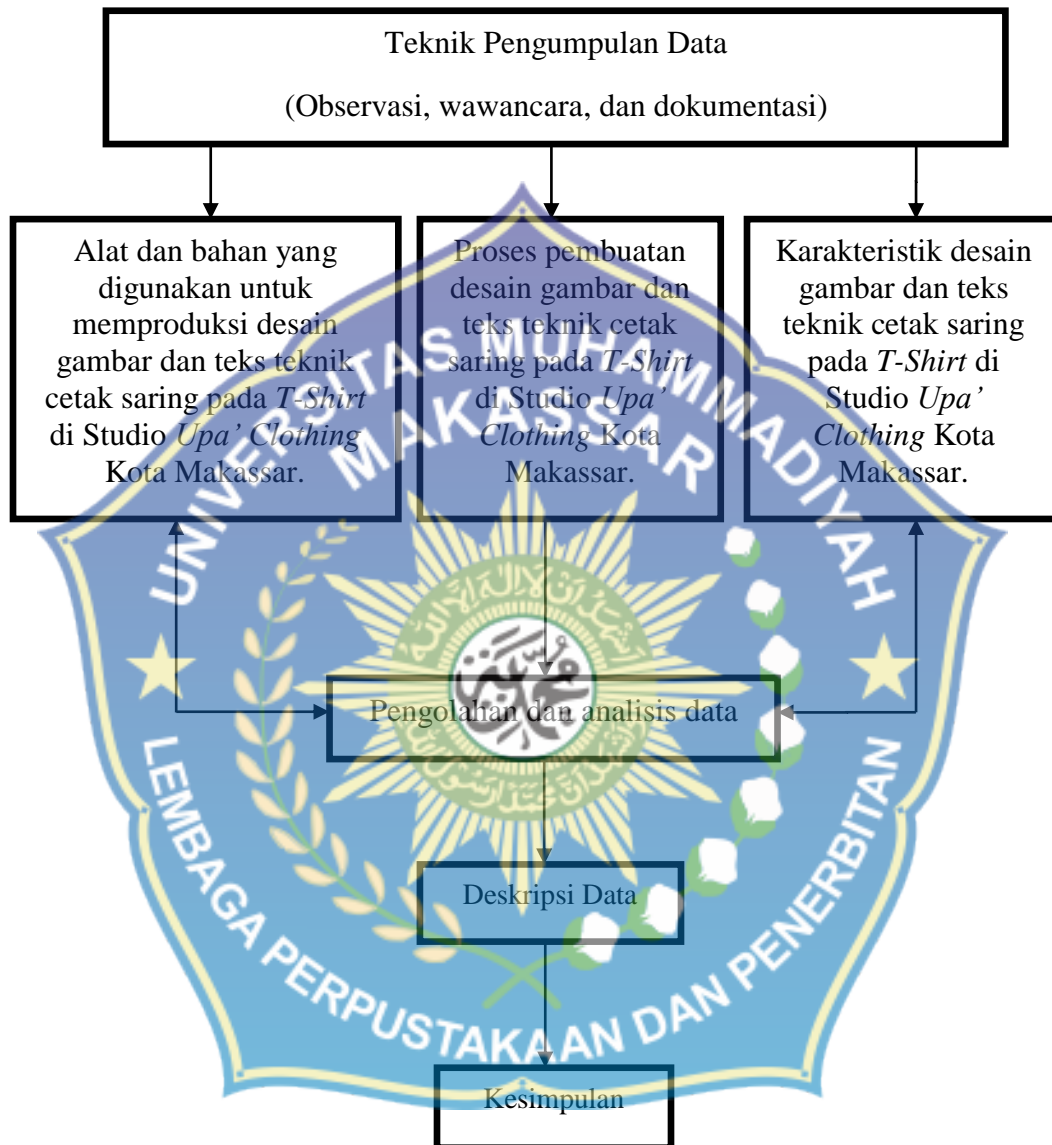 Teknik Pengumpulan Data
(Observasi, wawancara, dan dokumentasi)
Alat dan bahan yang
digunakan untuk
memproduksi desain
gambar dan teks teknik
cetak saring pada T-Shirt
di Studio Upa’ Clothing
Kota Makassar.
Proses pembuatan
desain gambar dan
teks teknik cetak
saring pada T-Shirt
di Studio Upa’
Clothing Kota
Makassar.
Karakteristik desain
gambar dan teks
teknik cetak saring
pada T-Shirt di
Studio Upa’
Clothing Kota
Makassar.
UNIVERSITAS MUHAMMADIYAH
MAKASSAR
Pengolahan dan analisis data
Deskripsi Data
LEMBAGA PERPUSTAKAAN DAN PENERBITAN
Kesimpulan